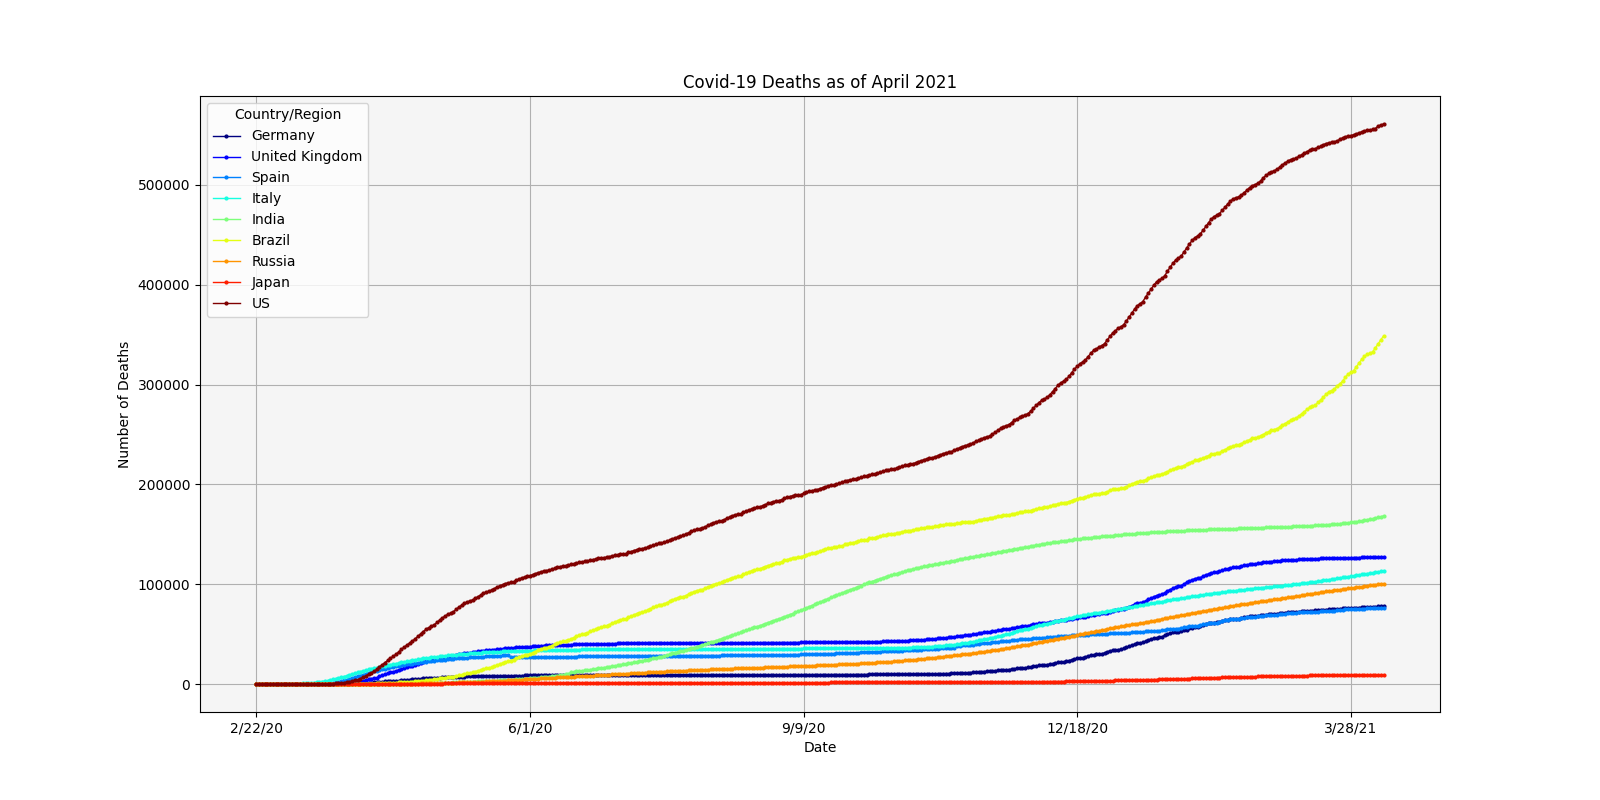 Covid-19 Deaths as of April 2021
Country/Region
Germany
United Kingdom
Spain
Italy
India
Brazil
Russia
Japan
US
500000
400000
300000
200000
100000
0
Number of Deaths
2/22/20
6/1/20
9/9/20
12/18/20
3/28/21
Date